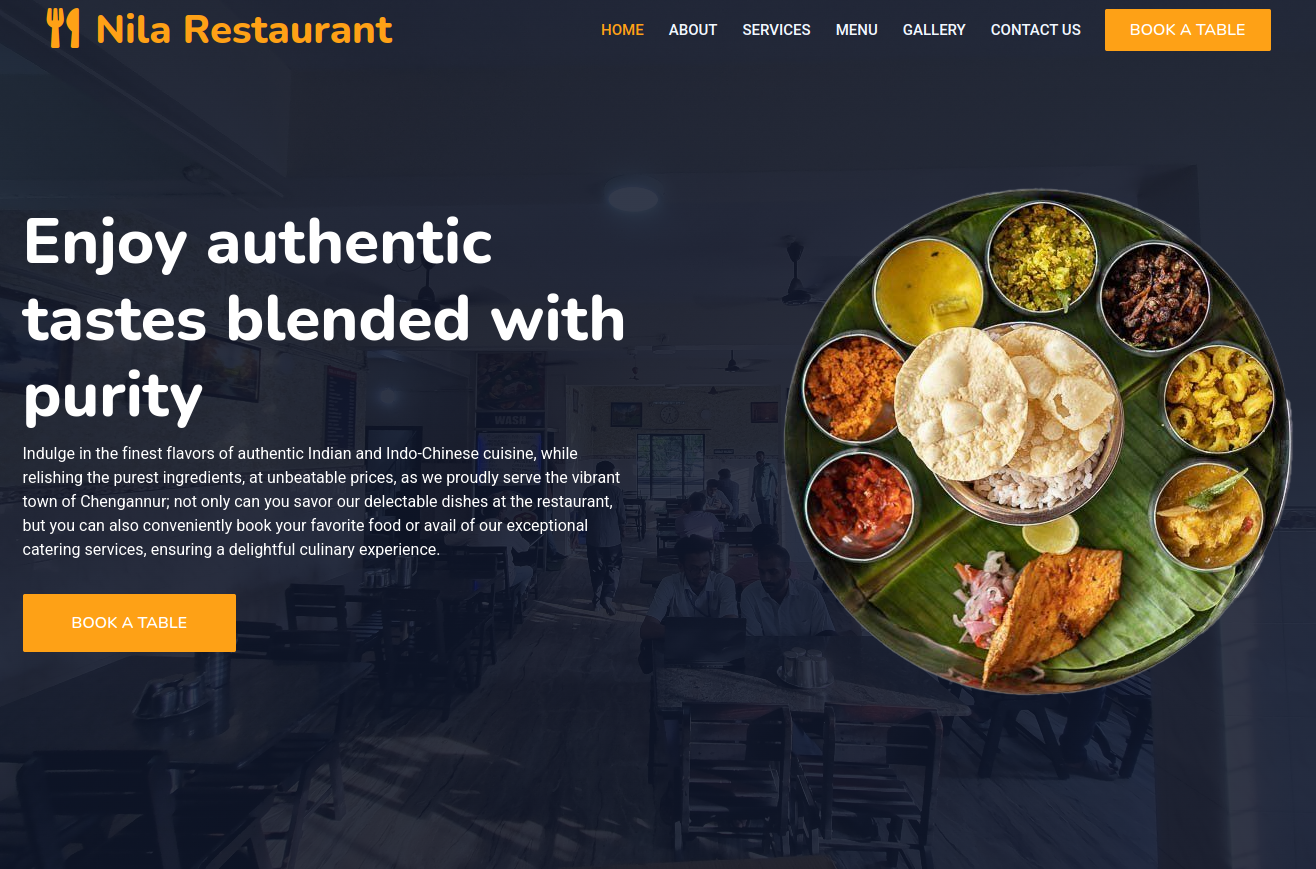 Nila Restaurant
HOME ABOUT SERVICES MENU GALLERY CONTACT US BOOK A TABLE
Enjoy authentic
tastes blended with
purity
Indulge in the finest flavors of authentic Indian and Indo-Chinese cuisine, while
relishing the purest ingredients, at unbeatable prices, as we proudly serve the vibrant
town of Chengannur; not only can you savor our delectable dishes at the restaurant,
but you can also conveniently book your favorite food or avail of our exceptional
catering services, ensuring a delightful culinary experience.
BOOK A TABLE
WASH